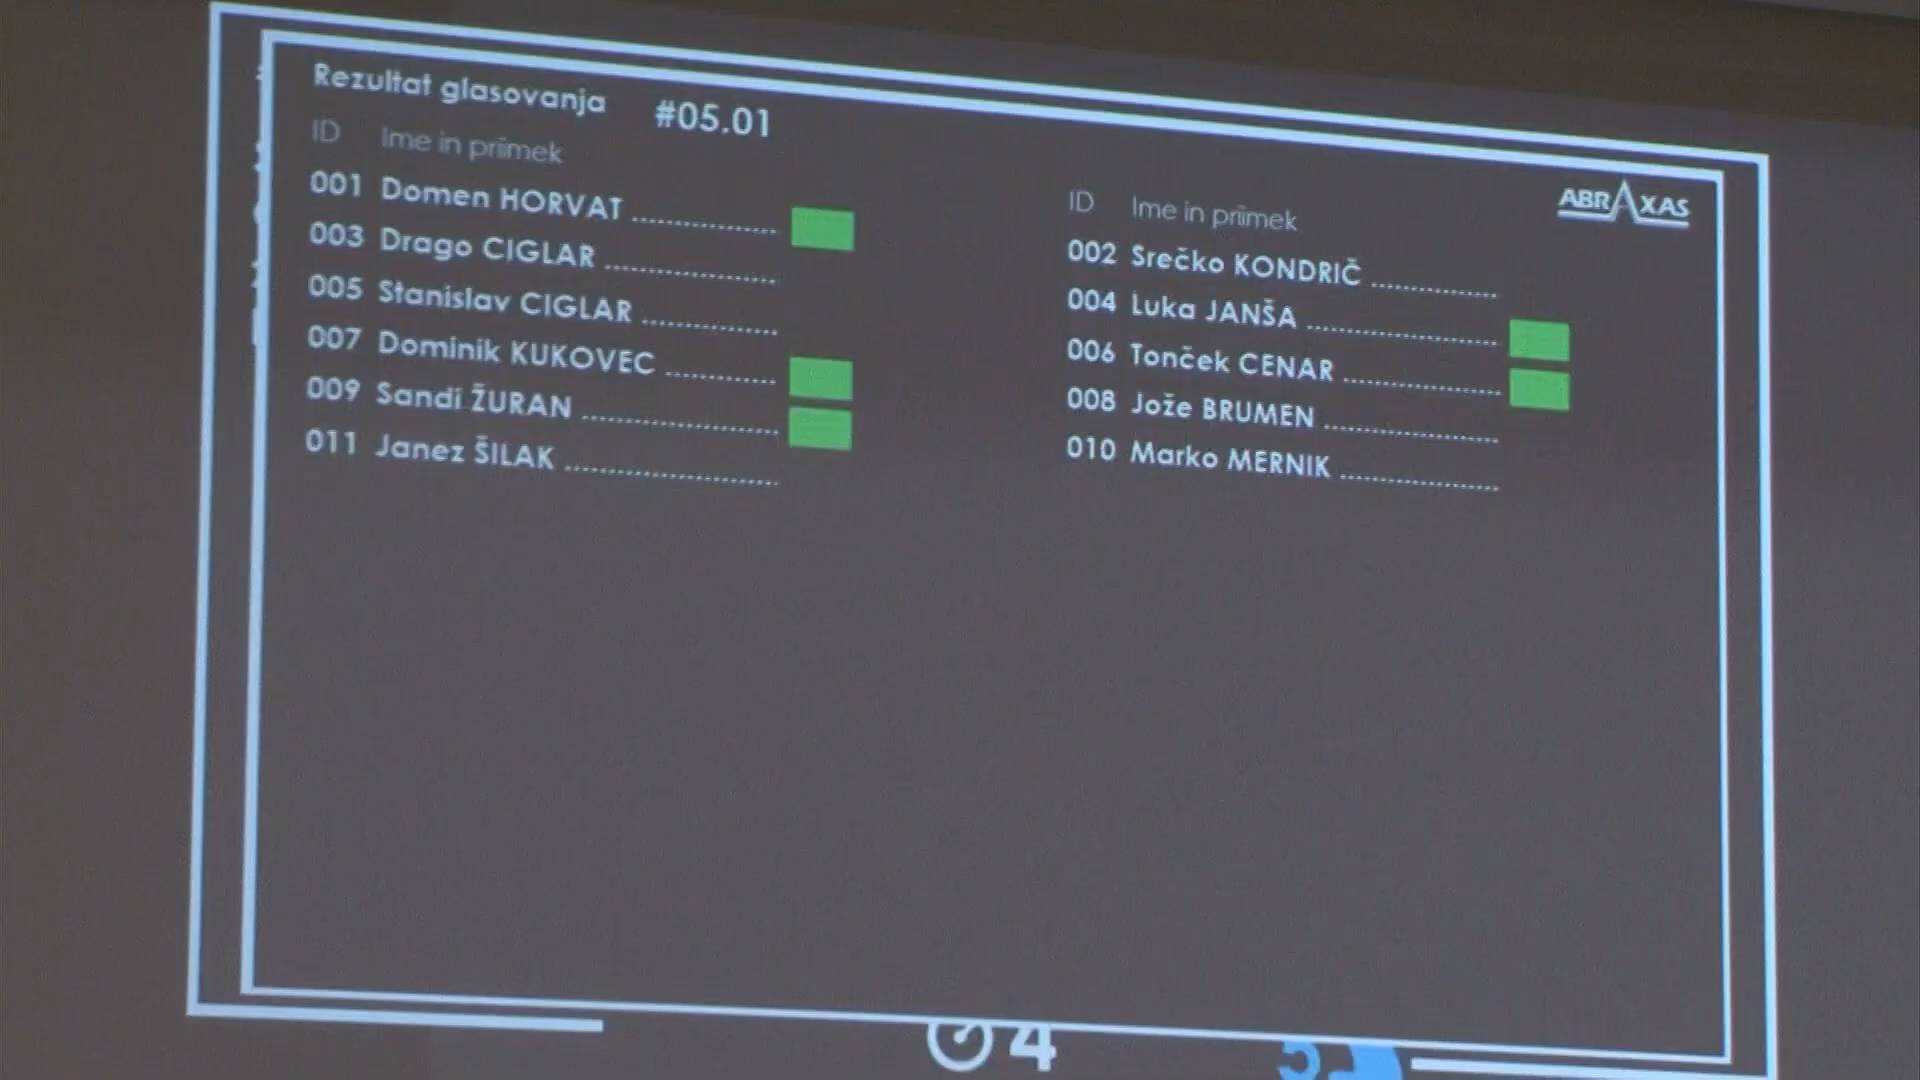 Rezultat glasovanja #05.01
ID Ime in priimek
001 Domen HORVAT
003 Drago CIGLAR
005 Stanislav CIGLAR
007 Dominik KUKOVEC
009 Sandi ŽURAN
011 Janez ŠILAK
ABRAXAS
ID Ime in priimek
002 Srečko KONDRIČ
004 Luka JANŠA
006 Tonček CENAR
008 Jože BRUMEN
010 Marko MERNIK
4
5